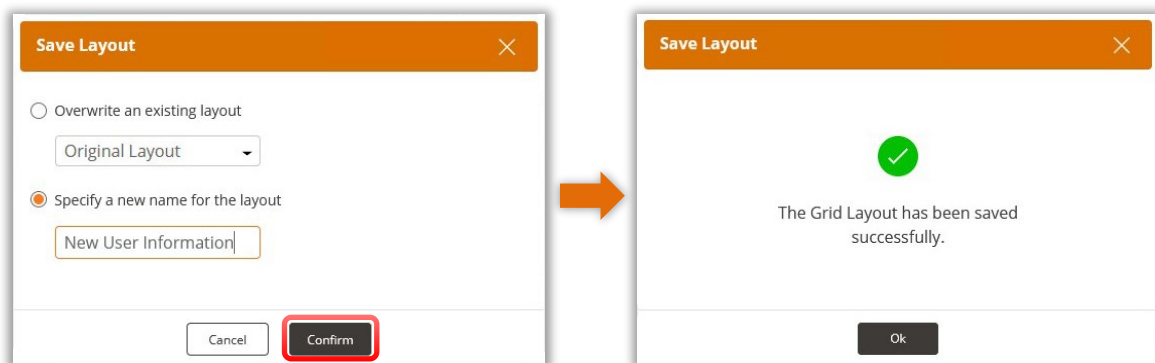 Save Layout
Overwrite an existing layout
Original Layout
Specify a new name for the layout
New User Information
Cancel
Confirm
Save Layout
The Grid Layout has been saved
successfully.
Ok